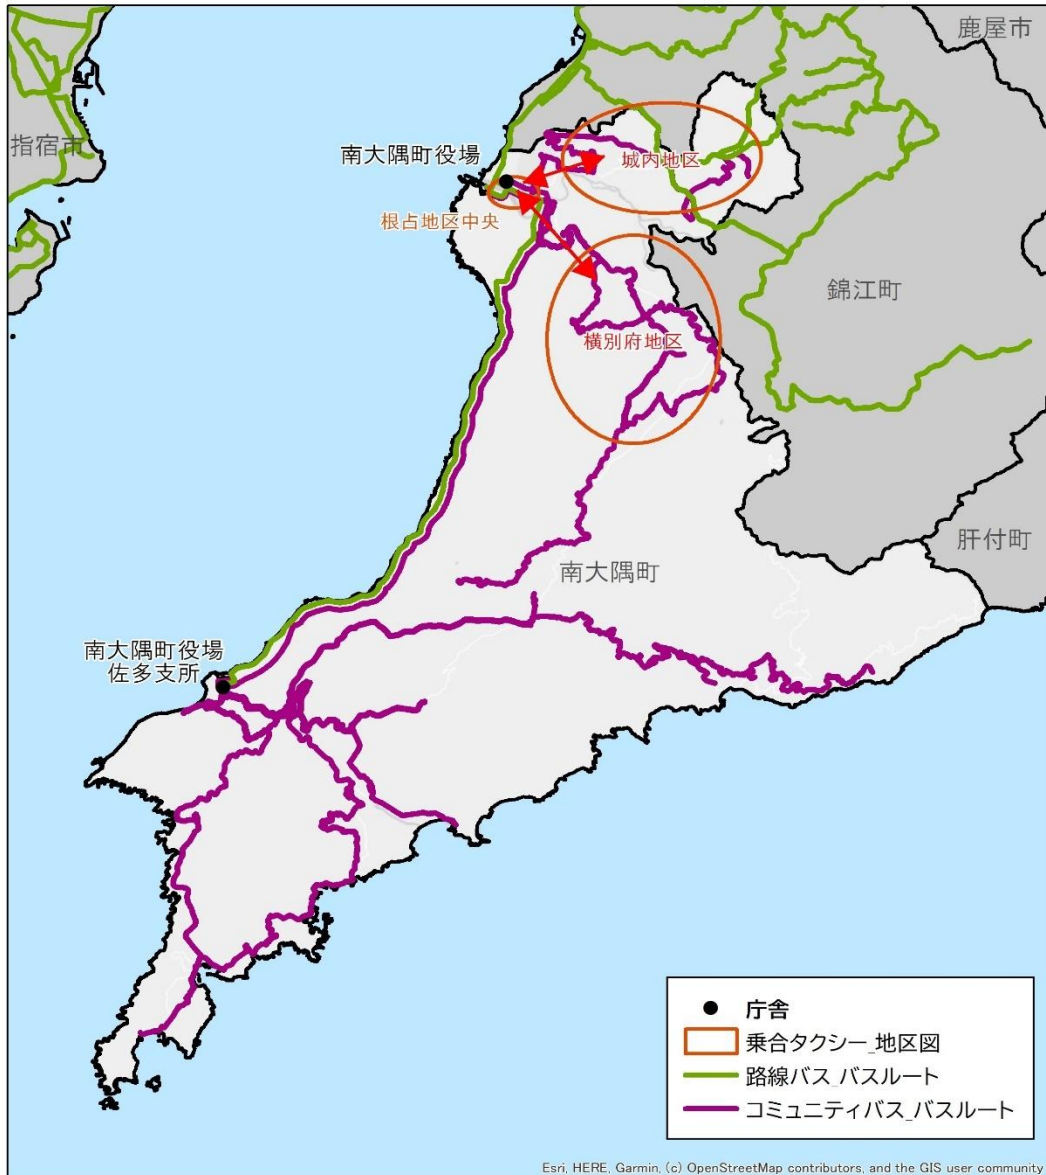 鹿屋市
指宿市
南大隅町役場
城内地区
根占地区中央
錦江町
横別府地区
肝付町
南大隅町
南大隅町役場
佐多支所
庁舎
乗合タクシー_地区図
路線バス_バスルート
コミュニティバス_バスルート
Esri, HERE, Garmin, (c) OpenStreetMap contributors, and the GIS user community